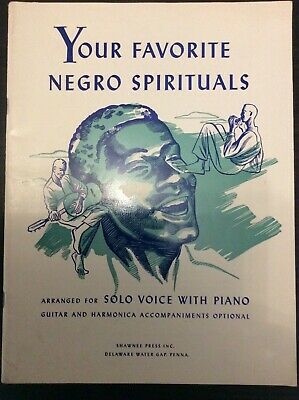 YOUR FAVORITE
NEGRO SPIRITUALS
ARRANGED FOR SOLO VOICE WITH PIANO
GUITAR AND HARMONICA ACCOMPANIMENTS OPTIONAL
SHAWNEE PRESS INC.
DELAWARE WATER GAP, PENNA.